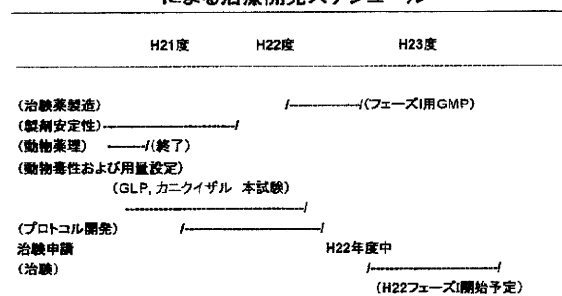 による治療開発スケジュール
H21度 H22度 H23度
(治験薬製造) /--------------/(フェーズI用GMP)
(製剤安定性)--------------------------/
(動物薬理) --------/(終了)
(動物毒性および用量設定)
(GLP, カニクイザル 本試験)
-----------------------------------/
(プロトコル開発) /---------------------------/
治験申請 H22年度中
(治験) /--------------------------/
(H22フェーズI開始予定)